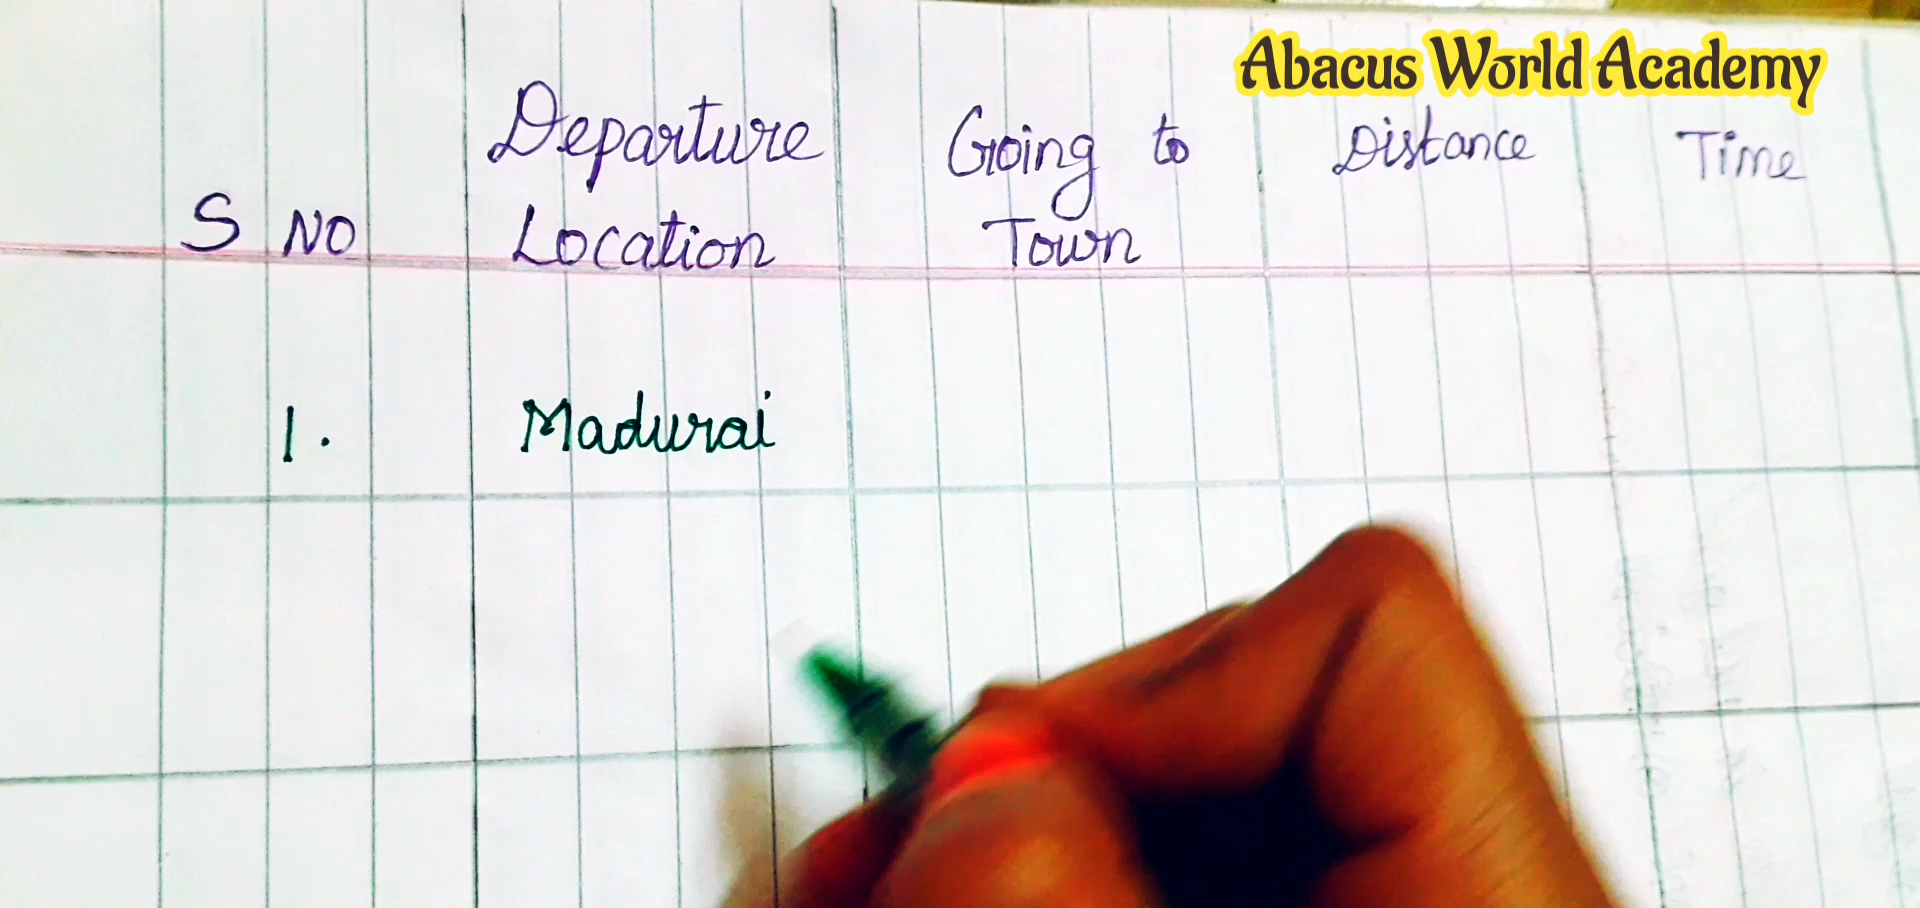 Abacus World Academy
Departure Going to Distance Time
S NO Location Town
1. Madurai